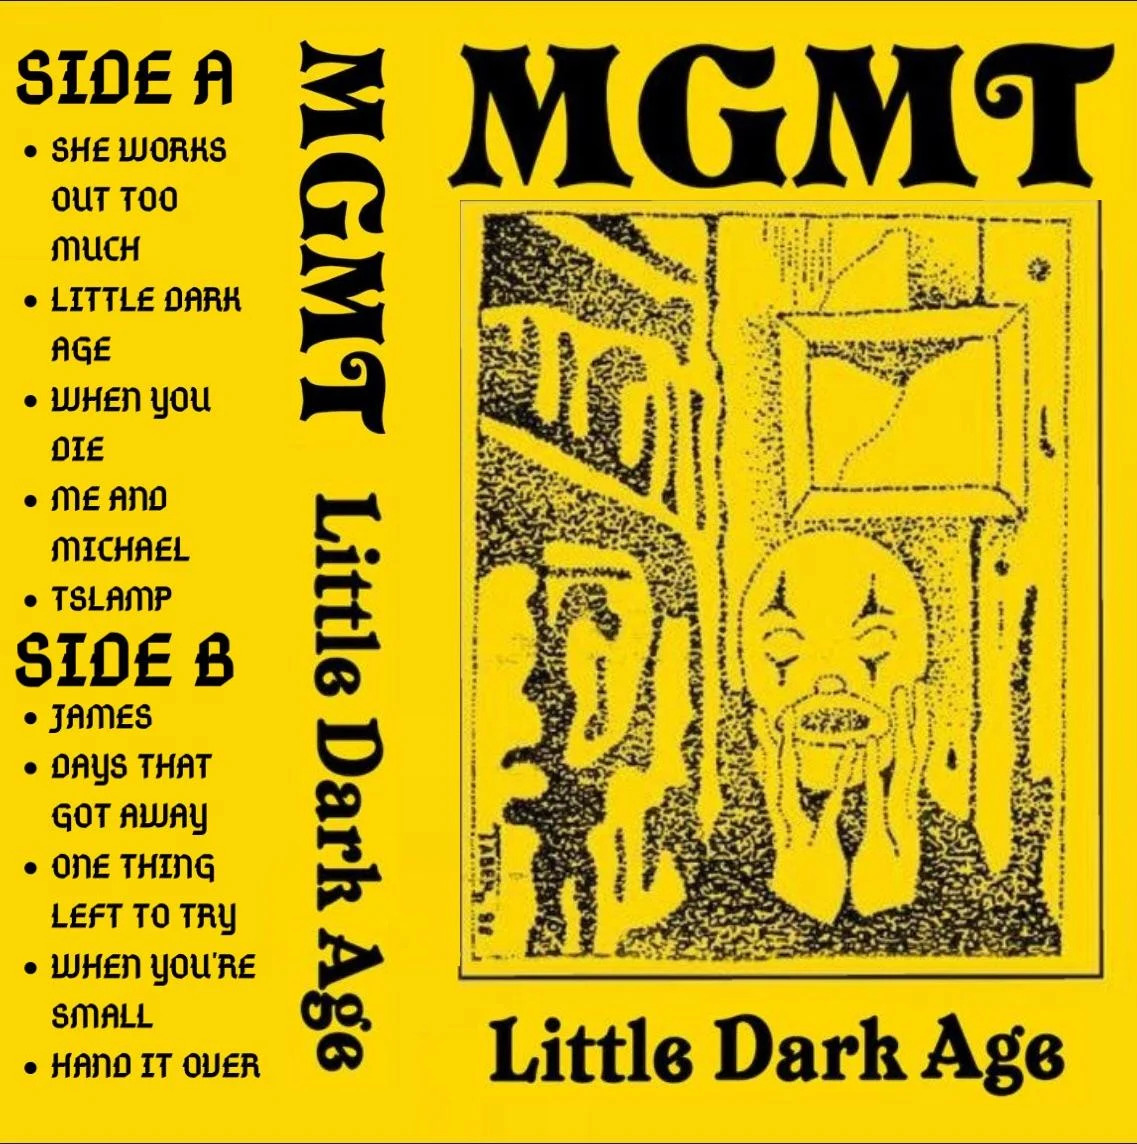 SIDE A
• SHE WORKS
OUT TOO
MUCH
• LITTLE DARK
AGE
• WHEN YOU
DIE
• ME AND
MICHAEL
• TSLAMP
SIDE B
• JAMES
• DAYS THAT
GOT AWAY
• ONE THING
LEFT TO TRY
• WHEN YOU'RE
SMALL
• HAND IT OVER
MGMT Little Dark Age
MGMT
Little Dark Age